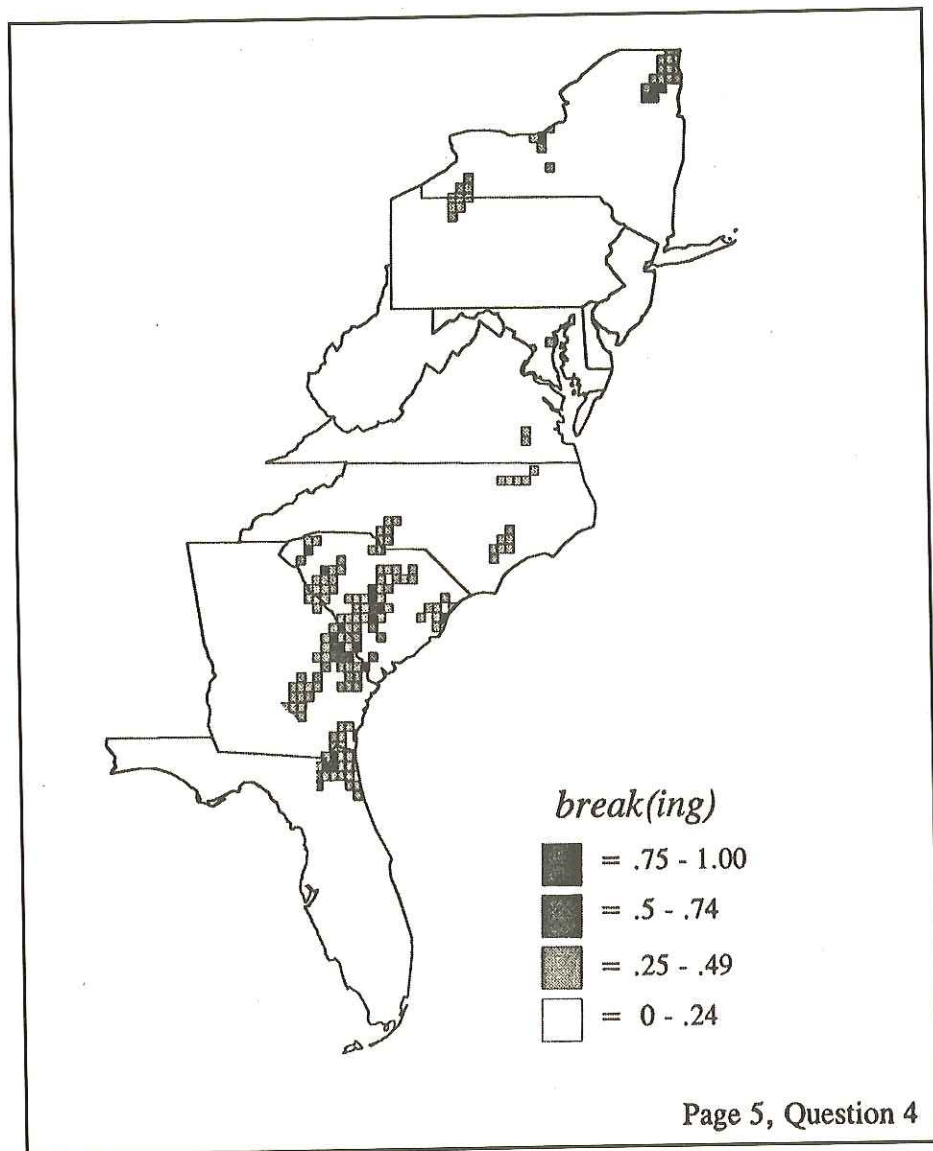 break(ing)
= .75 - 1.00
= .5 - .74
= .25 - .49
= 0 - .24
Page 5, Question 4